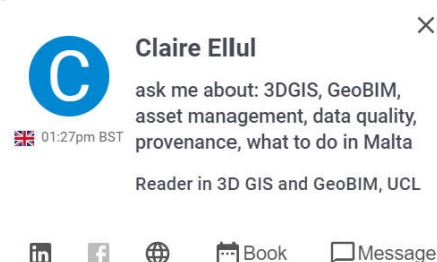 C
Claire Ellul
ask me about: 3DGIS, GeoBIM,
asset management, data quality,
provenance, what to do in Malta
01:27pm BST
Reader in 3D GIS and GeoBIM, UCL
in f Book Message